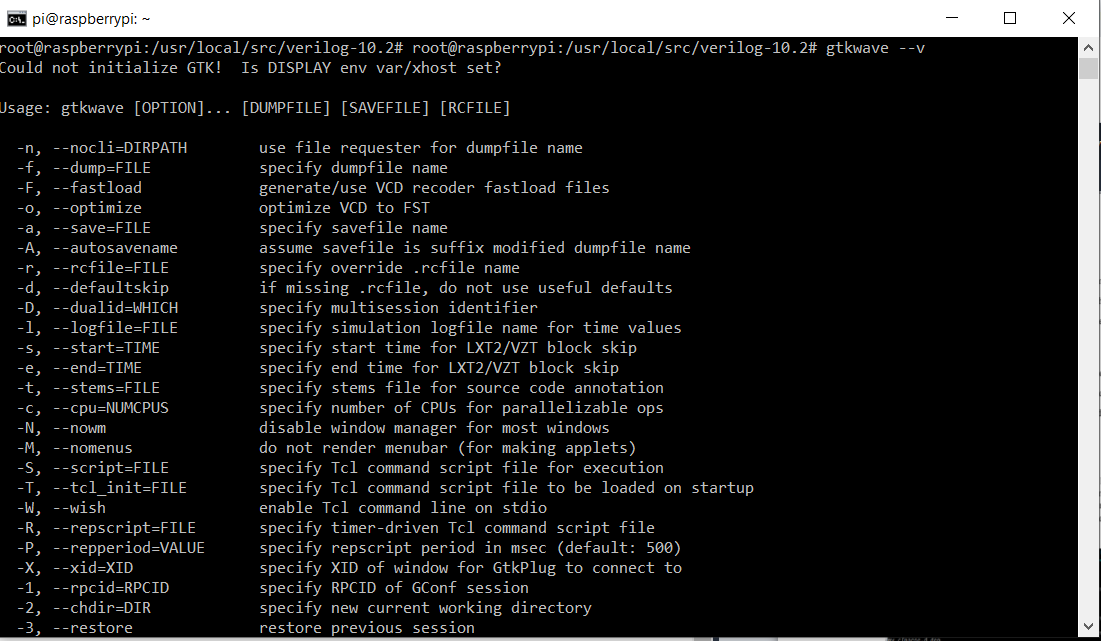 pi@raspberrypi: ~
root@raspberrypi:/usr/local/src/verilog-10.2# root@raspberrypi:/usr/local/src/verilog-10.2# gtkwave --v
Could not initialize GTK!  Is DISPLAY env var/xhost set?
Usage: gtkwave [OPTION]... [DUMPFILE] [SAVEFILE] [RCFILE]
-n, --nocli=DIRPATH        use file requester for dumpfile name
-f, --dump=FILE            specify dumpfile name
-F, --fastload             generate/use VCD recoder fastload files
-o, --optimize             optimize VCD to FST
-a, --save=FILE            specify savefile name
-A, --autosavename         assume savefile is suffix modified dumpfile name
-r, --rcfile=FILE          specify override .rcfile name
-d, --defaultskip          if missing .rcfile, do not use useful defaults
-D, --dualid=WHICH         specify multisession identifier
-l, --logfile=FILE         specify simulation logfile name for time values
-s, --start=TIME           specify start time for LXT2/VZT block skip
-e, --end=TIME             specify end time for LXT2/VZT block skip
-t, --stems=FILE           specify stems file for source code annotation
-c, --cpu=NUMCPUS          specify number of CPUs for parallelizable ops
-N, --nowm                 disable window manager for most windows
-M, --nomenus              do not render menubar (for making applets)
-S, --script=FILE          specify Tcl command script file for execution
-T, --tcl_init=FILE        specify Tcl command script file to be loaded on startup
-W, --wish                 enable Tcl command line on stdio
-R, --repscript=FILE       specify timer-driven Tcl command script file
-P, --repperiod=VALUE      specify repscript period in msec (default: 500)
-X, --xid=XID              specify XID of window for GtkPlug to connect to
-1, --rpcid=RPCID          specify RPCID of GConf session
-2, --chdir=DIR            specify new current working directory
-3, --restore              restore previous session